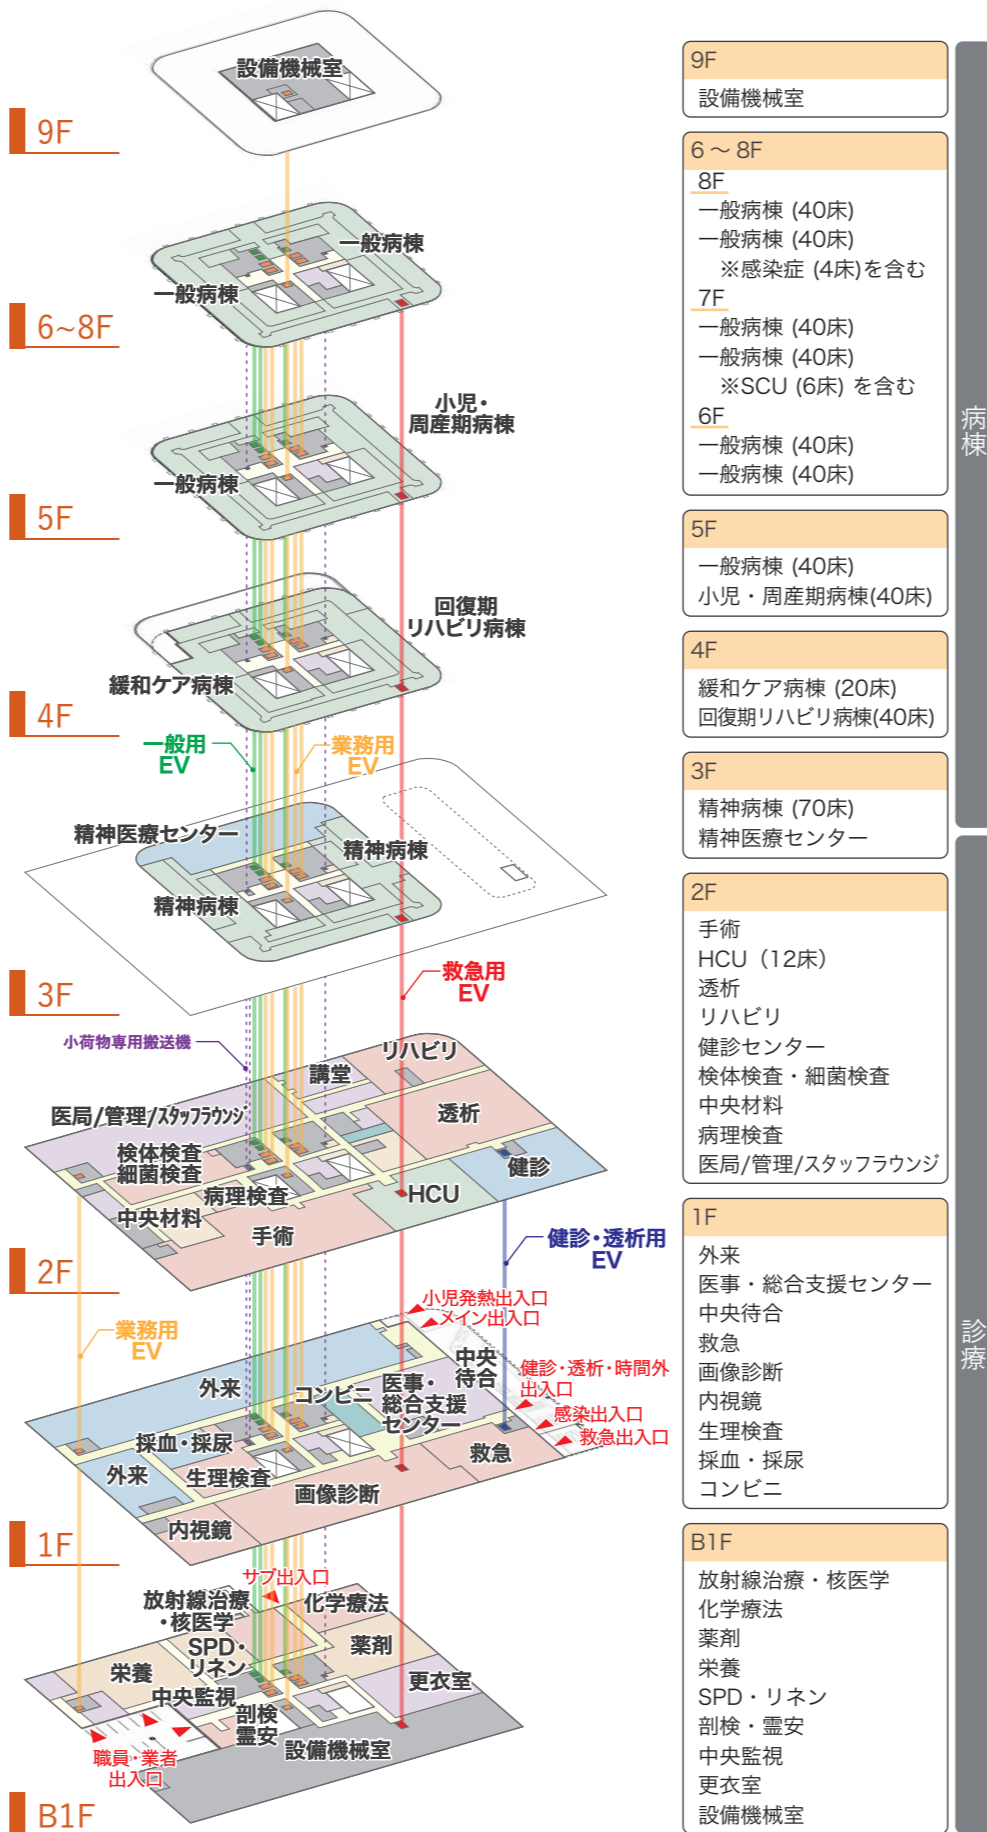 設備機械室
9F
一般病棟
一般病棟
6~8F
小児・
周産期病棟
一般病棟
5F
回復期
リハビリ病棟
緩和ケア病棟
4F
一般用
EV
業務用
EV
精神医療センター
精神病棟
精神病棟
3F
救急用
EV
小荷物専用搬送機
リハビリ
講堂
医局/管理/スタッフラウンジ
透析
検体検査
細菌検査
健診
病理検査
HCU
中央材料
手術
2F
健診・透析用
EV
小児発熱出入口
メイン出入口
業務用
EV
中央
待合
健診・透析・時間外
出入口
外来
コンビニ
医事・
総合支援
センター
感染出入口
救急出入口
採血・採尿
救急
外来
生理検査
画像診断
内視鏡
1F
サブ出入口
放射線治療
・核医学
化学療法
SPD・
リネン
薬剤
栄養
更衣室
中央監視
剖検
霊安
設備機械室
職員・業者
出入口
B1F
9F
設備機械室
6～8F
8F
一般病棟 (40床)
一般病棟 (40床)
※感染症 (4床)を含む
7F
一般病棟 (40床)
一般病棟 (40床)
※SCU (6床) を含む
6F
一般病棟 (40床)
一般病棟 (40床)
5F
一般病棟 (40床)
小児・周産期病棟(40床)
4F
緩和ケア病棟 (20床)
回復期リハビリ病棟(40床)
3F
精神病棟 (70床)
精神医療センター
病棟
2F
手術
HCU（12床）
透析
リハビリ
健診センター
検体検査・細菌検査
中央材料
病理検査
医局/管理/スタッフラウンジ
1F
外来
医事・総合支援センター
中央待合
救急
画像診断
内視鏡
生理検査
採血・採尿
コンビニ
B1F
放射線治療・核医学
化学療法
薬剤
栄養
SPD・リネン
剖検・霊安
中央監視
更衣室
設備機械室
診療